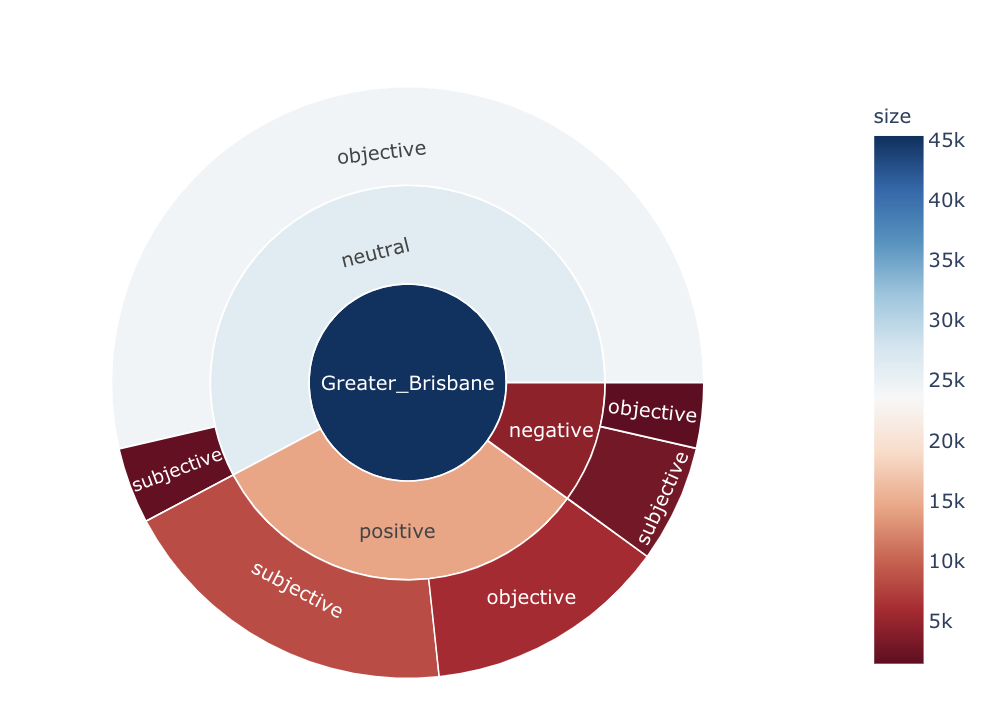 size
45k
40k
35k
30k
25k
20k
15k
10k
5k
objective
neutral
Greater_Brisbane
negative
objective
subjective
subjective
positive
subjective
objective